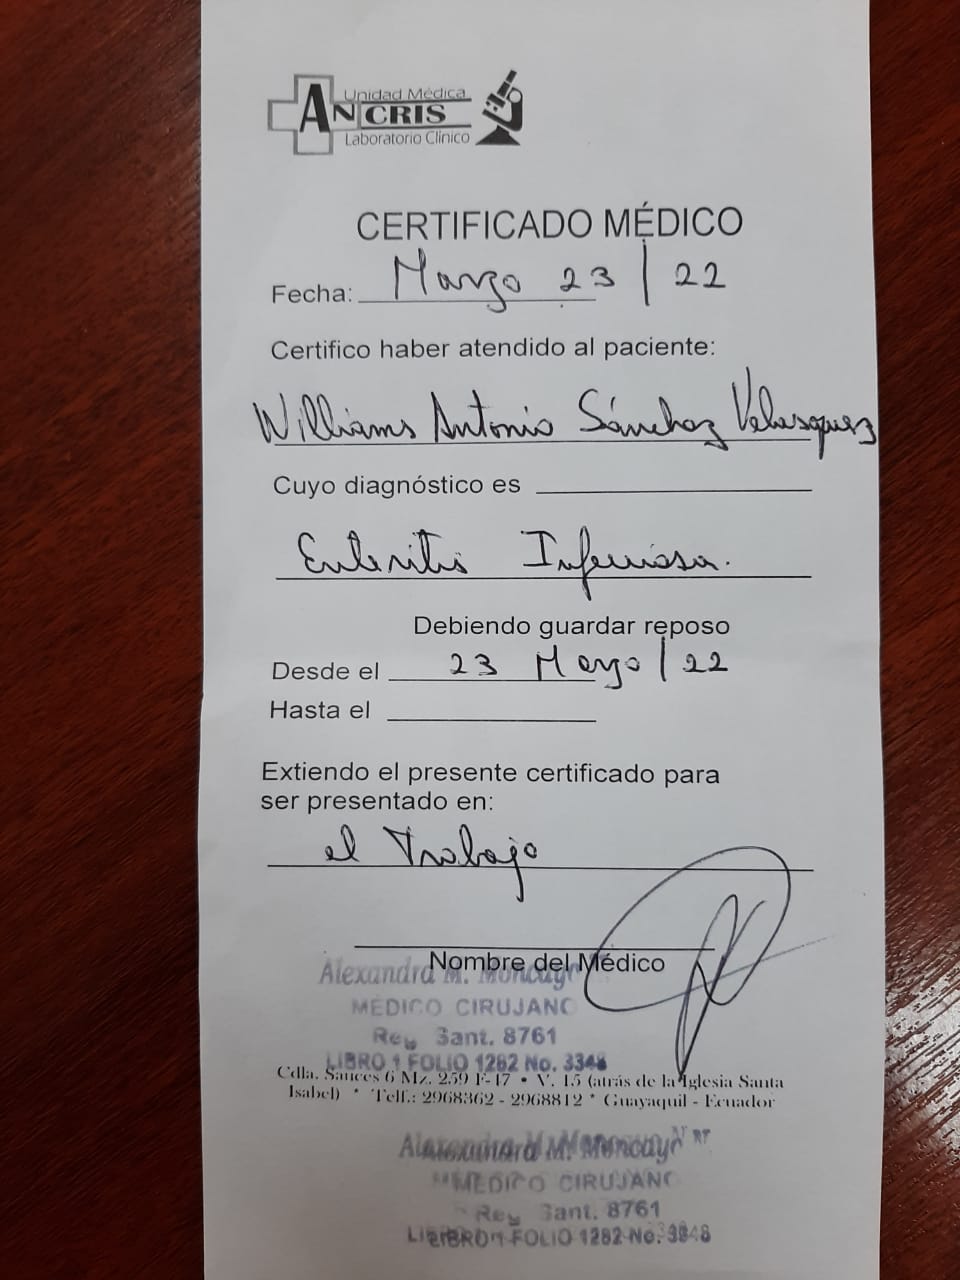 Unidad Médica
ANCRIS
Laboratorio Clínico
CERTIFICADO MÉDICO
Fecha: Marzo 23 / 22
Certifico haber atendido al paciente:
Williams Antonio Sánchez Velasquez
Cuyo diagnóstico es
Enteritis Infecciosa.
Debiendo guardar reposo
Desde el 23 Marzo / 22
Hasta el
Extiendo el presente certificado para
ser presentado en:
el Trabajo
Nombre del Médico
Alexandra M. Moncayo
MÉDICO CIRUJANO
Reg Sant. 8761
LIBRO 1 FOLIO 1282 No. 3348
Cdla. Sauces 6 Mz. 259 F-17 • V. 15 (atrás de la Iglesia Santa
Isabel) * Telf.: 2968362 - 2968812 * Guayaquil - Ecuador
Alexandra M. Moncayo
MÉDICO CIRUJANO
Reg Sant. 8761
LIBRO 1 FOLIO 1282 No. 3348